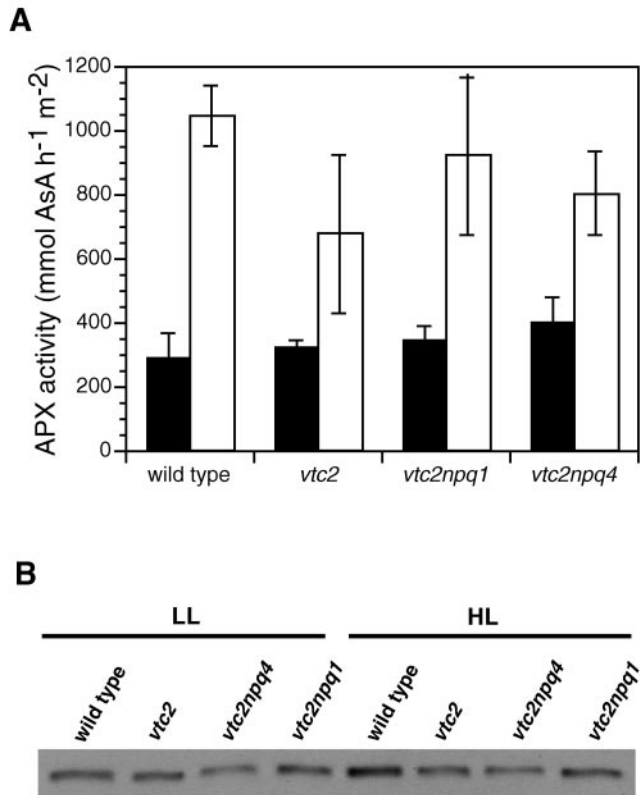 A
APX activity (mmol AsA h⁻¹ m⁻²)
1200
1000
800
600
400
200
0
wild type vtc2 vtc2npq1 vtc2npq4
B
LL HL
wild type vtc2 vtc2npq4 vtc2npq1 wild type vtc2 vtc2npq4 vtc2npq1